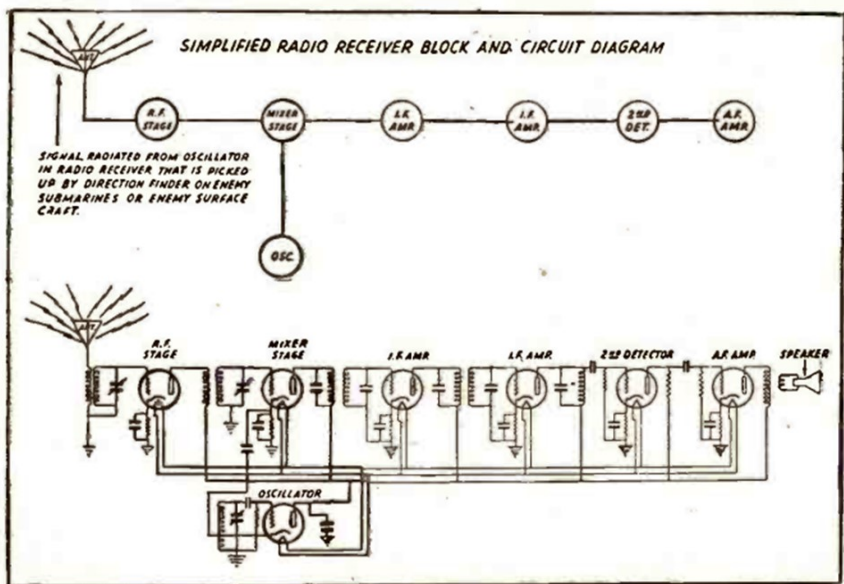 SIMPLIFIED RADIO RECEIVER BLOCK AND CIRCUIT DIAGRAM
ANT.
R.F. STAGE
MIXER STAGE
I.F. AMP.
I.F. AMP.
2ND DET.
A.F. AMP.
SIGNAL RADIATED FROM OSCILLATOR
IN RADIO RECEIVER THAT IS PICKED
UP BY DIRECTION FINDER ON ENEMY
SUBMARINES OR ENEMY SURFACE
CRAFT.
OSC.
ANT.
R.F.
STAGE
MIXER
STAGE
I.F. AMP.
I.F. AMP.
2ND DETECTOR
A.F. AMP.
SPEAKER
OSCILLATOR